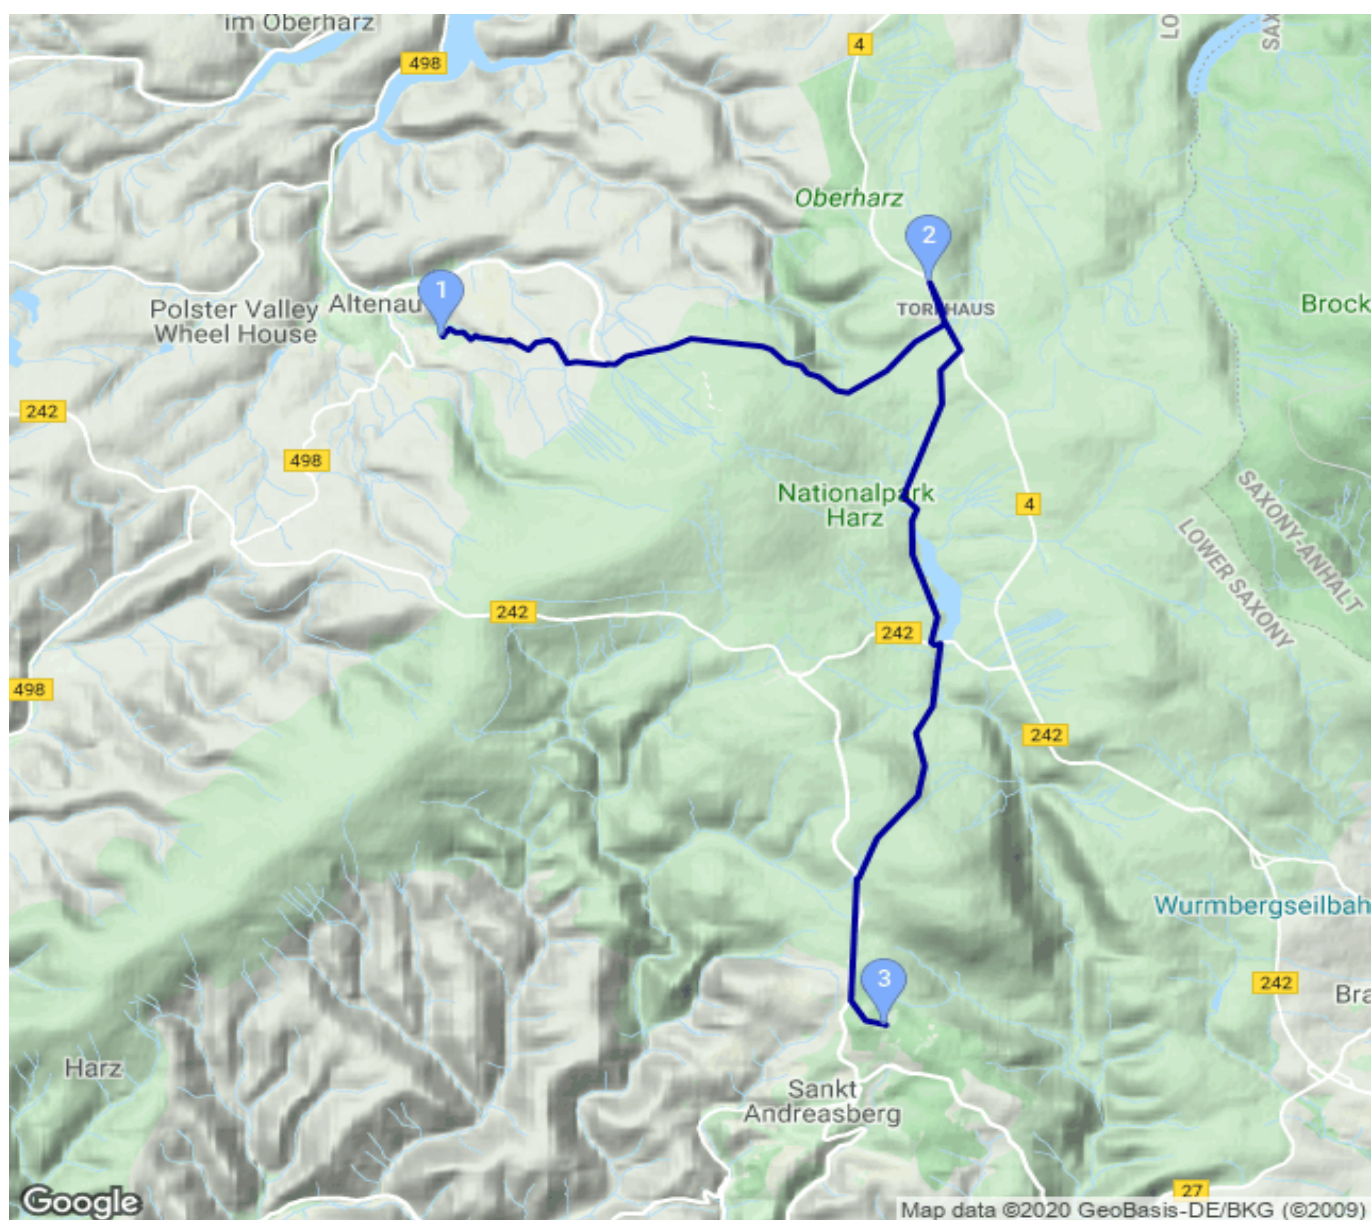 im Oberharz
LO
SAX
4
498
Oberharz
2
1
TORFHAUS
Polster Valley
Wheel House
Altenau
Brock
242
498
Nationalpark
Harz
4
SAXONY-ANHALT
LOWER SAXONY
242
242
498
242
Wurmbergseilbah
3
242
Bra
Harz
Sankt
Andreasberg
27
Google
Map data ©2020 GeoBasis-DE/BKG (©2009)